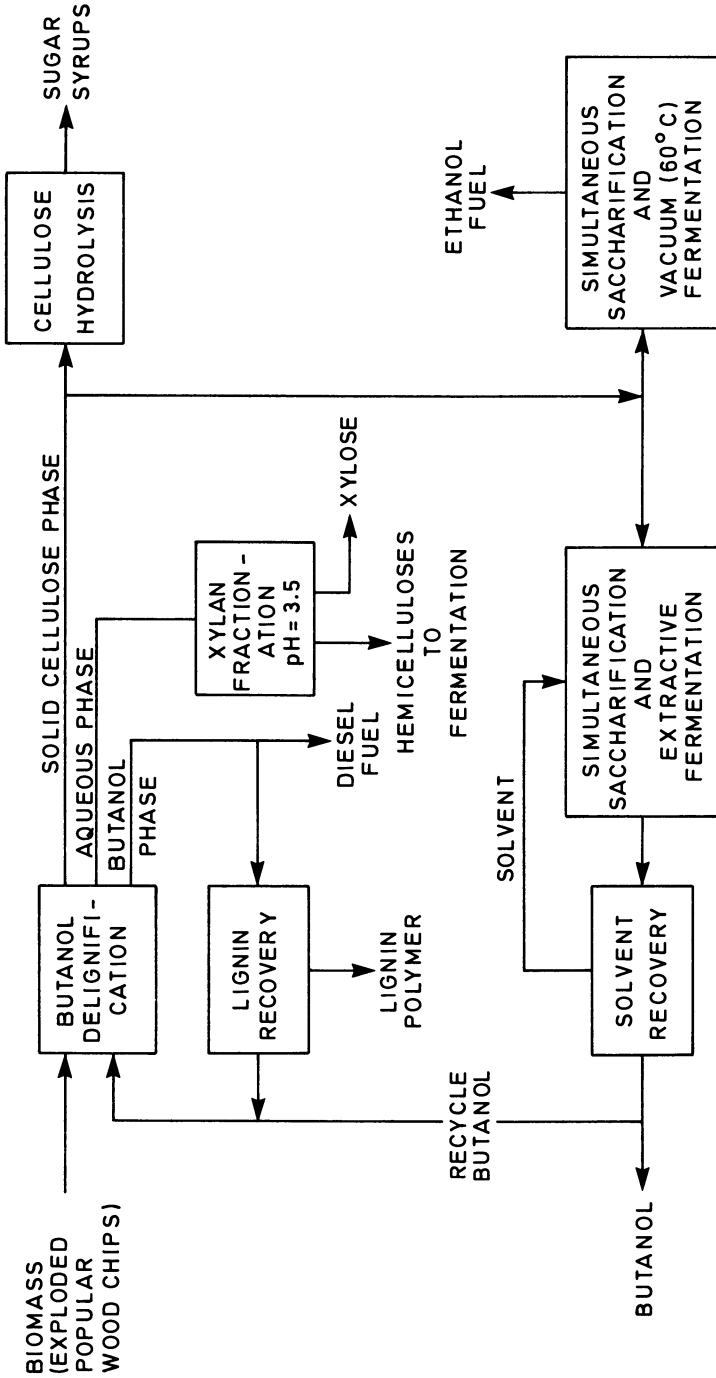 BIOMASS
(EXPLODED
POPULAR
WOOD CHIPS)
BUTANOL
DELIGNIFI-
CATION
SOLID CELLULOSE PHASE
AQUEOUS PHASE
BUTANOL
PHASE
CELLULOSE
HYDROLYSIS
SUGAR
SYRUPS
XYLAN
FRACTION-
ATION
pH=3.5
XYLOSE
HEMICELLULOSES
TO
FERMENTATION
DIESEL
FUEL
LIGNIN
RECOVERY
LIGNIN
POLYMER
RECYCLE
BUTANOL
SOLVENT
ETHANOL
FUEL
BUTANOL
SOLVENT
RECOVERY
SIMULTANEOUS
SACCHARIFICATION
AND
EXTRACTIVE
FERMENTATION
SIMULTANEOUS
SACCHARIFICATION
AND
VACUUM (60°C)
FERMENTATION